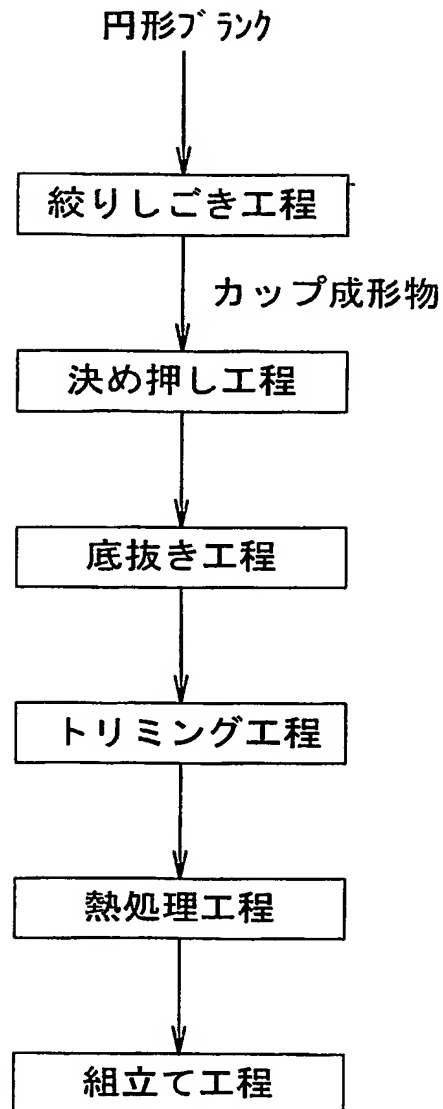 円形ブランク
絞りしごき工程
カップ成形物
決め押し工程
底抜き工程
トリミング工程
熱処理工程
組立て工程